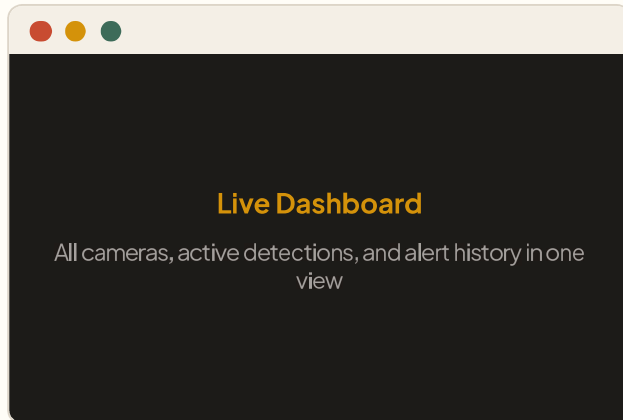 Live Dashboard
All cameras, active detections, and alert history in one
view